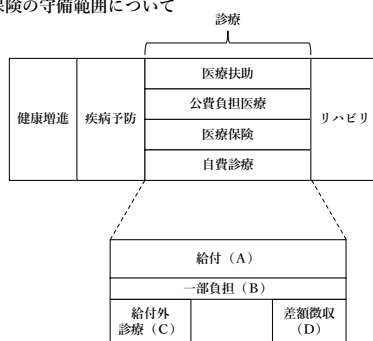 保険の守備範囲について
診療
健康増進
疾病予防
医療扶助
公費負担医療
医療保険
自費診療
リハビリ
給付（A）
一部負担（B）
給付外
診療（C）
差額徴収
（D）